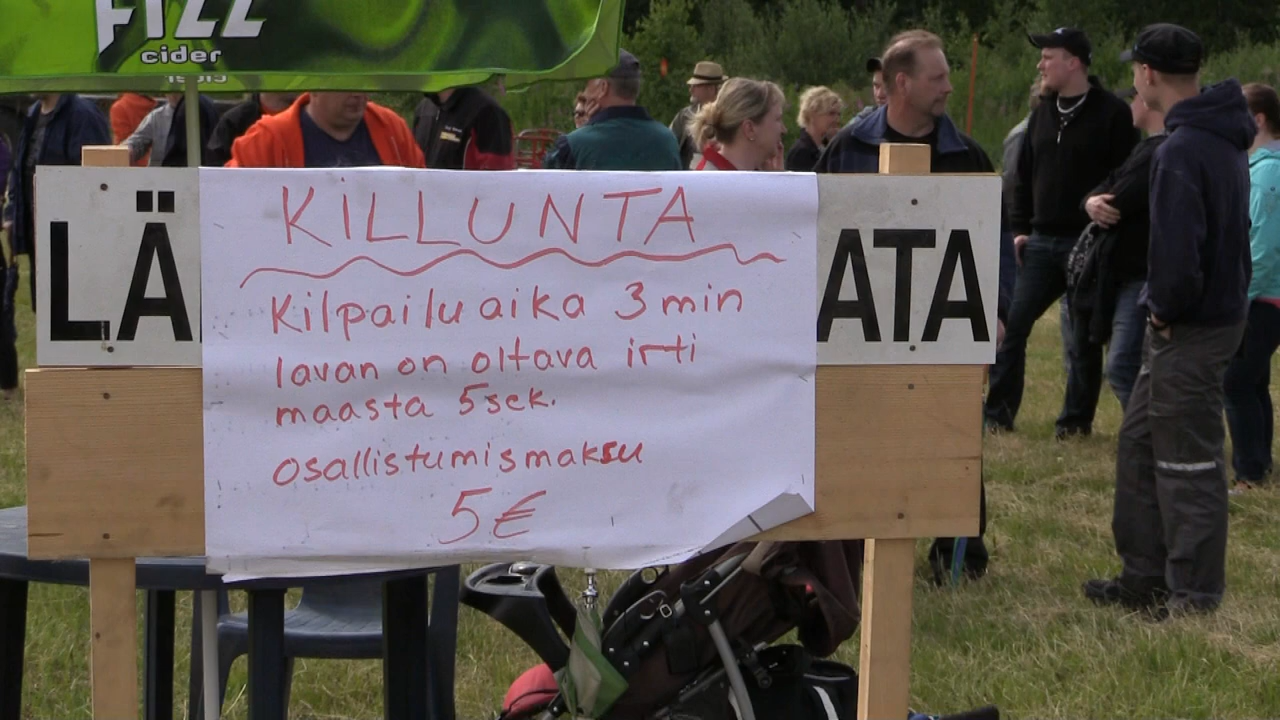 FIZZ
cider
LÄ
ATA
KiLLUNTA
Kilpailuaika 3 min
lavan on oltava irti
maasta 5 sek.
osallistumismaksu
5€